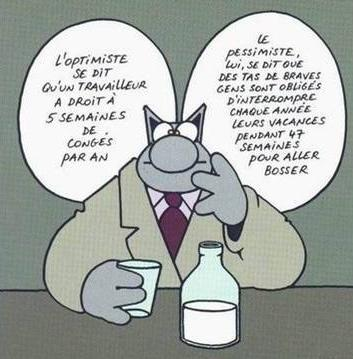 L'OPTIMISTE
SE DIT
QU'UN TRAVAILLEUR
A DROIT À
5 SEMAINES
DE
CONGÉS
PAR AN
LE
PESSIMISTE,
LUI, SE DIT QUE
DES TAS DE BRAVES
GENS SONT OBLIGÉS
D'INTERROMPRE
CHAQUE ANNÉE
LEURS VACANCES
PENDANT 47
SEMAINES
POUR ALLER
BOSSER